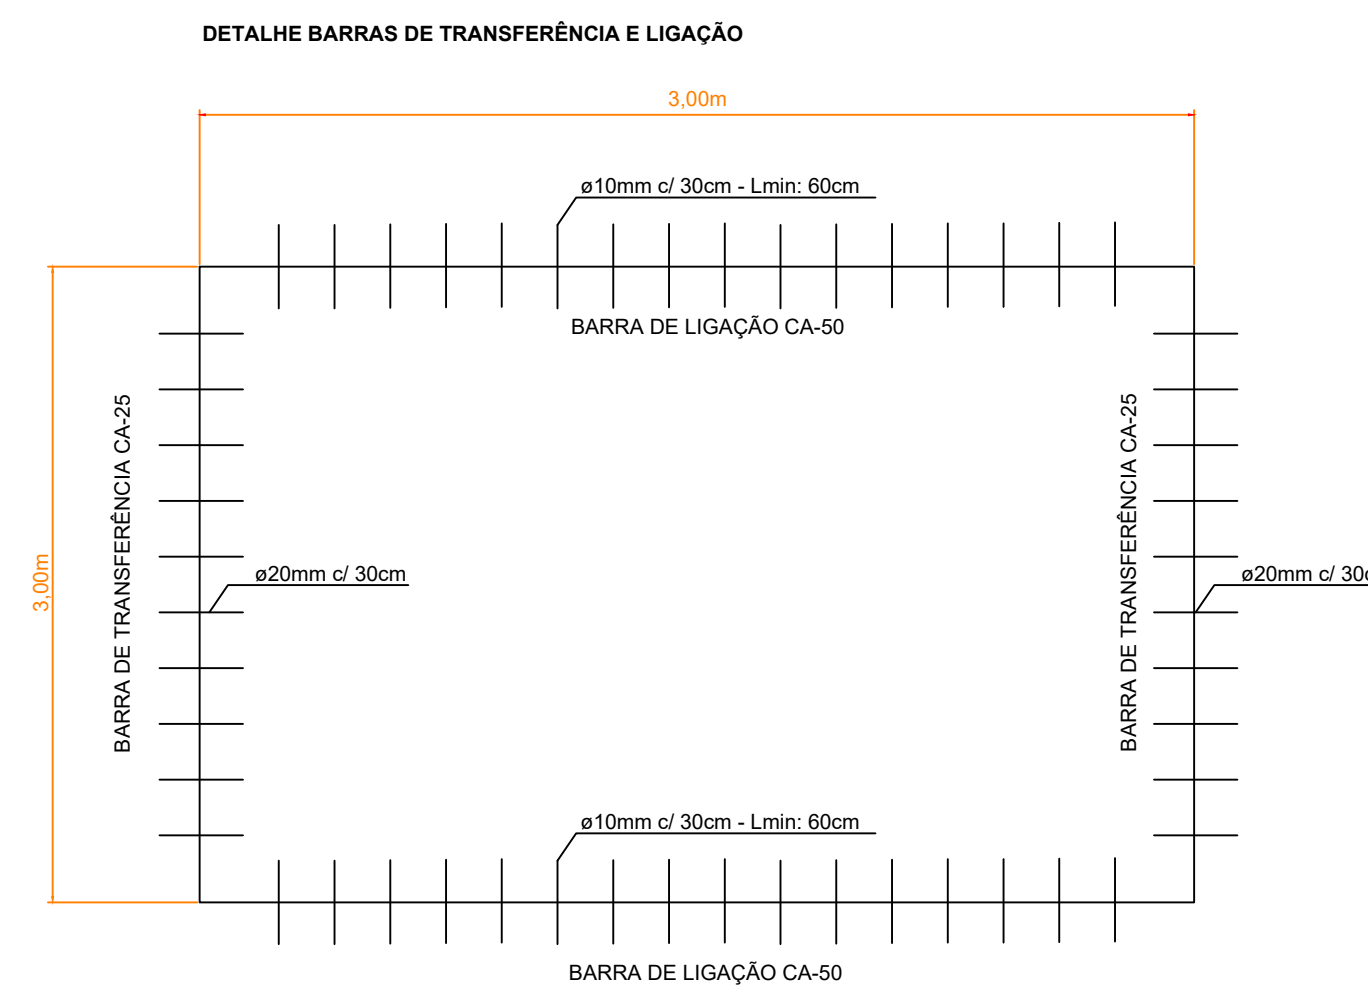 DETALHE BARRAS DE TRANSFERÊNCIA E LIGAÇÃO
3,00m
ø10mm c/ 30cm - Lmin: 60cm
BARRA DE LIGAÇÃO CA-50
BARRA DE TRANSFERÊNCIA CA-25
BARRA DE TRANSFERÊNCIA CA-25
3,00m
ø20mm c/ 30cm
ø20mm c/ 30c
ø10mm c/ 30cm - Lmin: 60cm
BARRA DE LIGAÇÃO CA-50